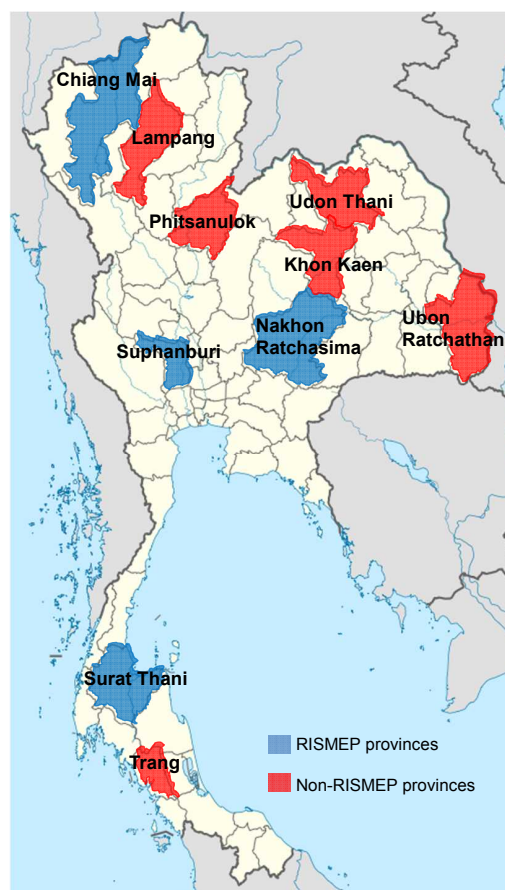 Chiang Mai
Lampang
Phitsanulok
Udon Thani
Khon Kaen
Nakhon
Ratchasima
Ubon
Ratchathan
Suphanburi
Surat Thani
Trang
RISMEP provinces
Non-RISMEP provinces